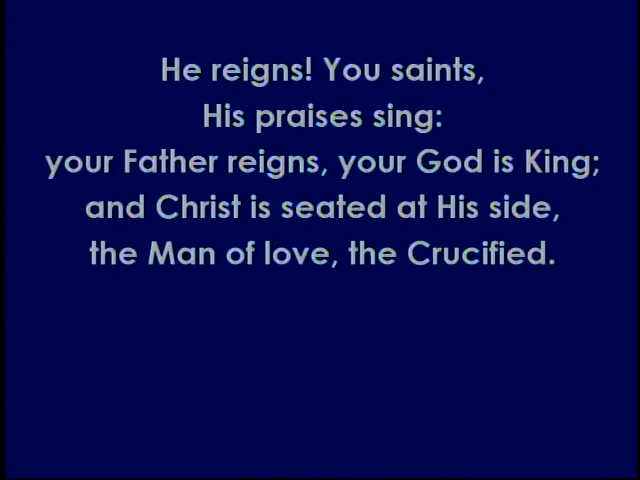 He reigns! You saints,
His praises sing:
your Father reigns, your God is King;
and Christ is seated at His side,
the Man of love, the Crucified.